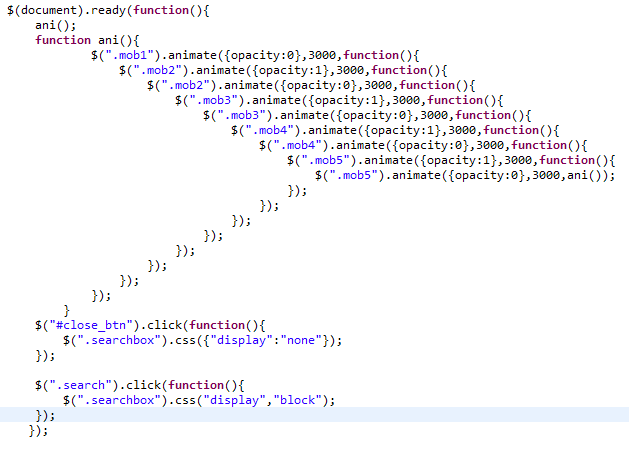 $(document).ready(function(){
    ani();
    function ani(){
            $(".mob1").animate({opacity:0},3000,function(){
                $(".mob2").animate({opacity:1},3000,function(){
                    $(".mob2").animate({opacity:0},3000,function(){
                        $(".mob3").animate({opacity:1},3000,function(){
                            $(".mob3").animate({opacity:0},3000,function(){
                                $(".mob4").animate({opacity:1},3000,function(){
                                    $(".mob4").animate({opacity:0},3000,function(){
                                        $(".mob5").animate({opacity:1},3000,function(){
                                            $(".mob5").animate({opacity:0},3000,ani());
                                        });
                                    });
                                });
                            });
                        });
                    });
                });
            });
        }
    $("#close_btn").click(function(){
        $(".searchbox").css({"display":"none"});
    });

    $(".search").click(function(){
        $(".searchbox").css("display","block");
    });
   });